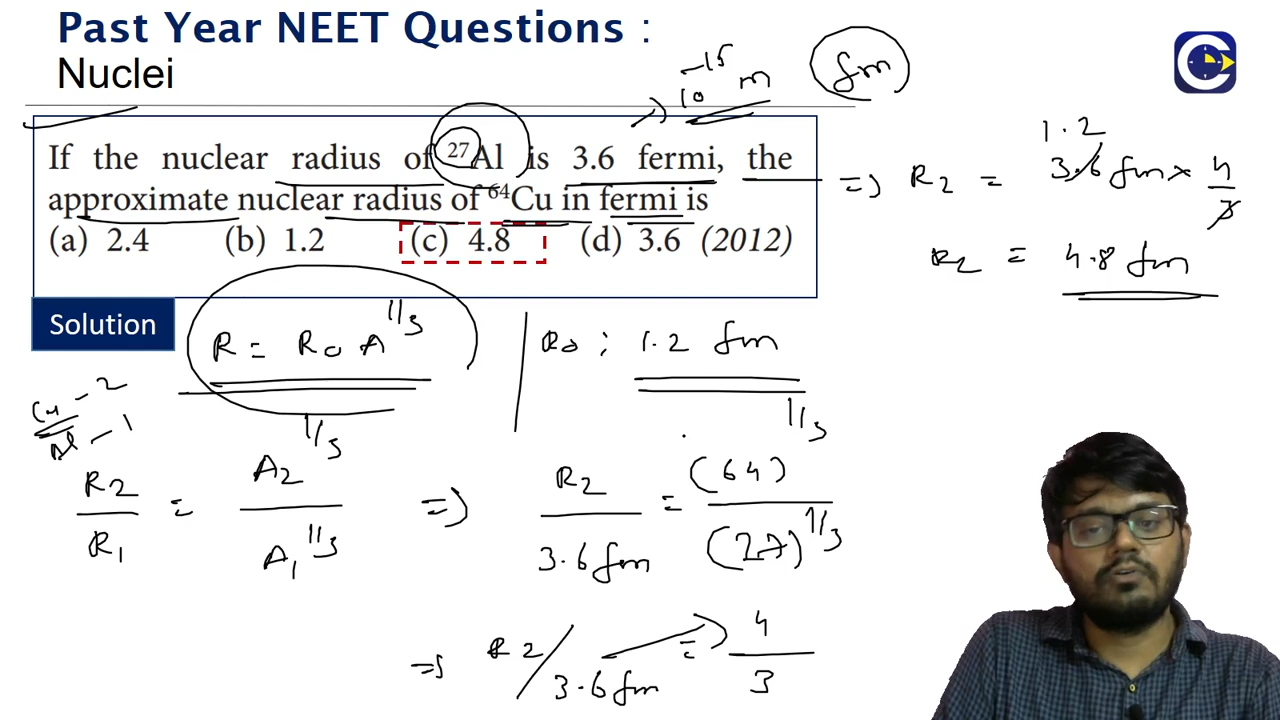 Past Year NEET Questions :
Nuclei
10^-15 m
fm
If the nuclear radius of ²⁷Al is 3.6 fermi, the
approximate nuclear radius of ⁶⁴Cu in fermi is
(a) 2.4 (b) 1.2 (c) 4.8 (d) 3.6 (2012)
Solution
R = R₀ A^1/3
R₀ : 1.2 fm
Cu - 2
Al - 1
R₂/R₁ = A₂^1/3 / A₁^1/3 => R₂/3.6 fm = (64)^1/3 / (27)^1/3
=> R₂/3.6 fm = 4/3
1.2
=> R₂ = 3.6 fm × 4/3
R₂ = 4.8 fm